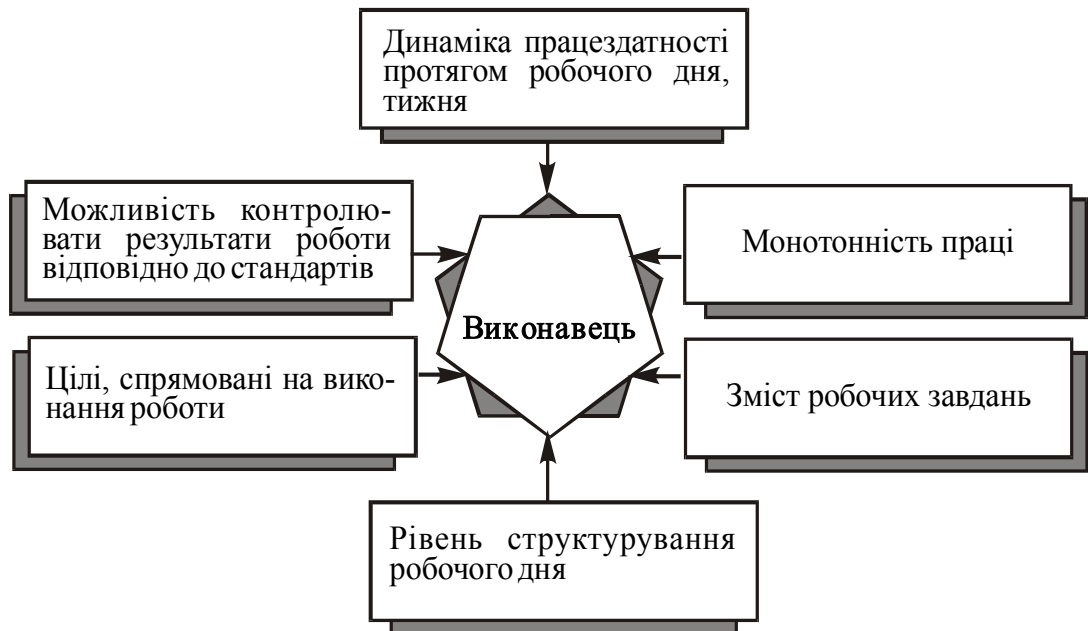 Динаміка працездатності
протягом робочого дня,
тижня
Можливість контролю-
вати результати роботи
відповідно до стандартів
Монотонність праці
Виконавець
Цілі, спрямовані на вико-
нання роботи
Зміст робочих завдань
Рівень структурування
робочого дня